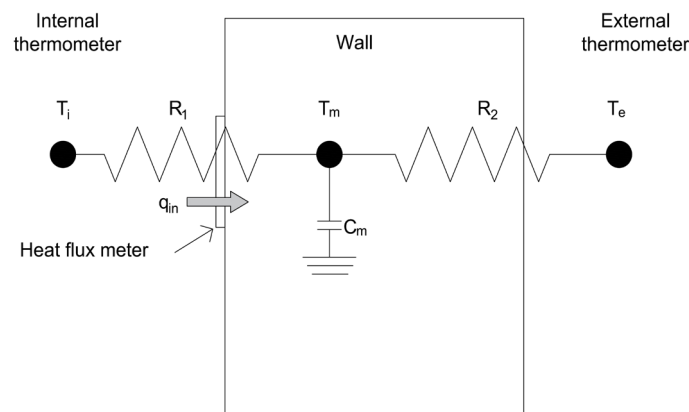 Internal
thermometer
Wall
External
thermometer
Ti
R1
Tm
R2
Te
qin
Cm
Heat flux meter